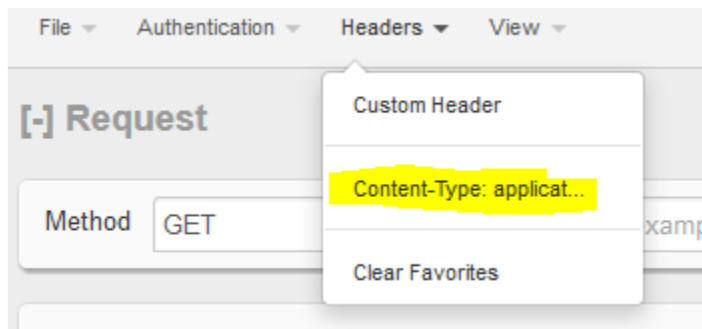 File Authentication Headers View
Custom Header
[-] Request
Content-Type: applicat...
Method GET
Clear Favorites